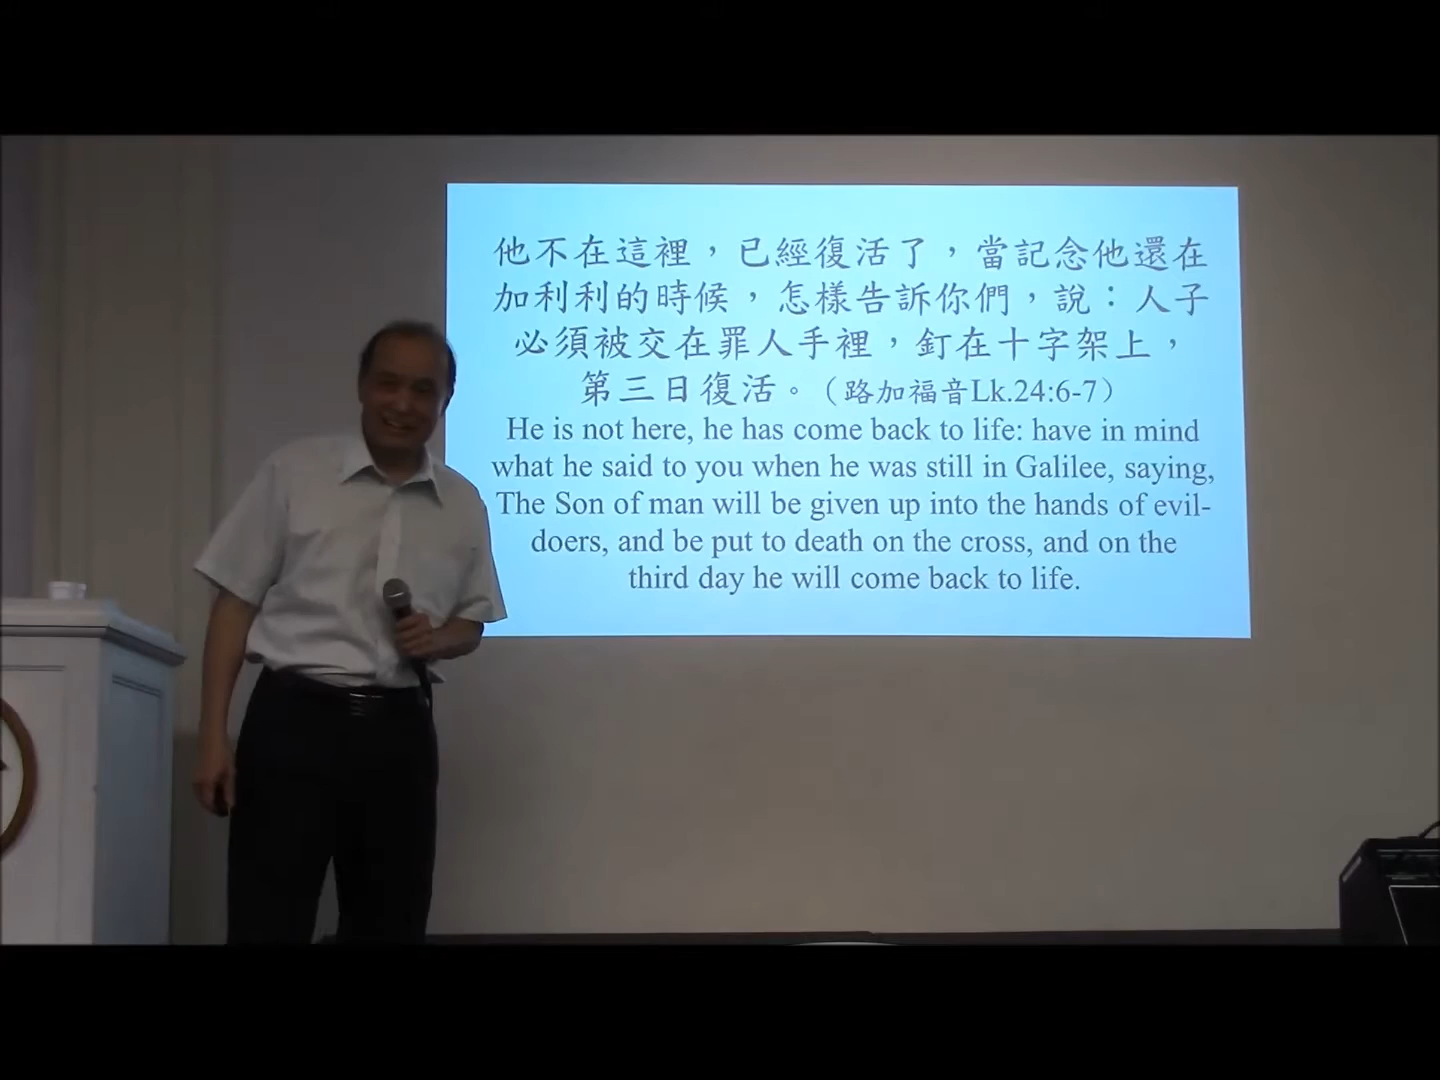 他不在這裡，已經復活了，當記念他還在
加利利的時候，怎樣告訴你們，說：人子
必須被交在罪人手裡，釘在十字架上，
第三日復活。（路加福音Lk.24:6-7）
He is not here, he has come back to life: have in mind
what he said to you when he was still in Galilee, saying,
The Son of man will be given up into the hands of evil-
doers, and be put to death on the cross, and on the
third day he will come back to life.